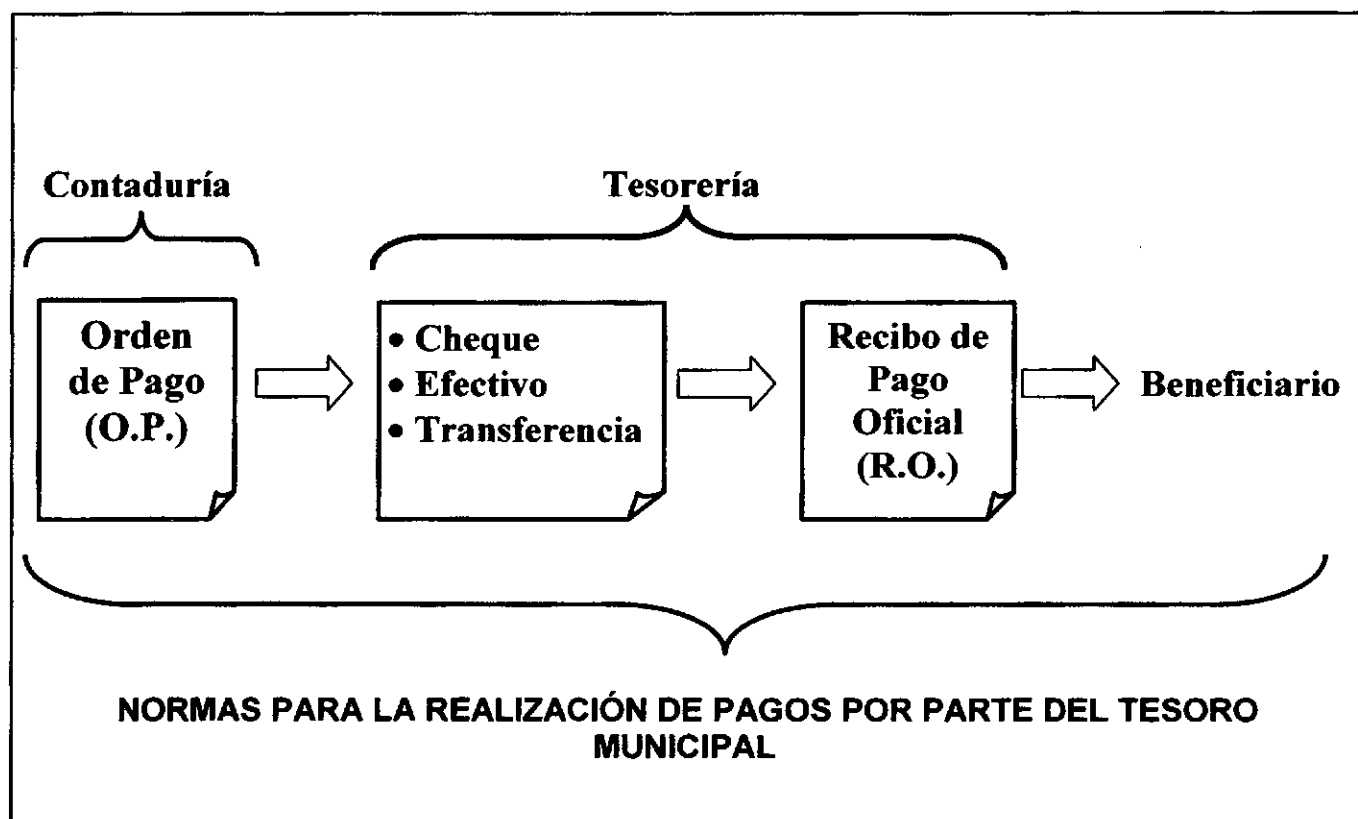 Contaduría
Tesorería
Orden
de Pago
(O.P.)
• Cheque
• Efectivo
• Transferencia
Recibo de
Pago
Oficial
(R.O.)
Beneficiario
NORMAS PARA LA REALIZACIÓN DE PAGOS POR PARTE DEL TESORO
MUNICIPAL